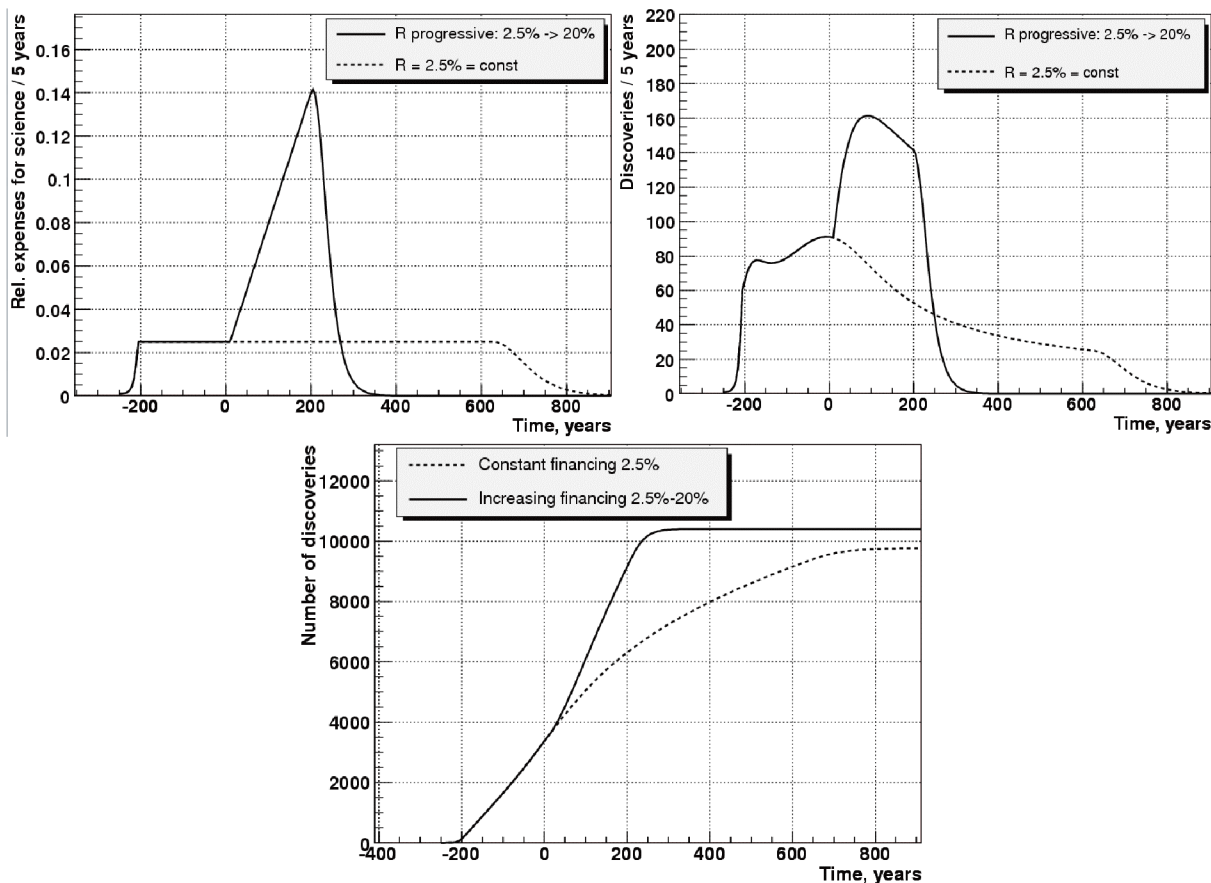 Rel. expenses for science / 5 years
0.16
0.14
0.12
0.1
0.08
0.06
0.04
0.02
0
R progressive: 2.5% -> 20%
R = 2.5% = const
-200 0 200 400 600 800
Time, years
Discoveries / 5 years
220
200
180
160
140
120
100
80
60
40
20
0
R progressive: 2.5% -> 20%
R = 2.5% = const
-200 0 200 400 600 800
Time, years
Number of discoveries
12000
10000
8000
6000
4000
2000
0
Constant financing 2.5%
Increasing financing 2.5%-20%
-400 -200 0 200 400 600 800
Time, years